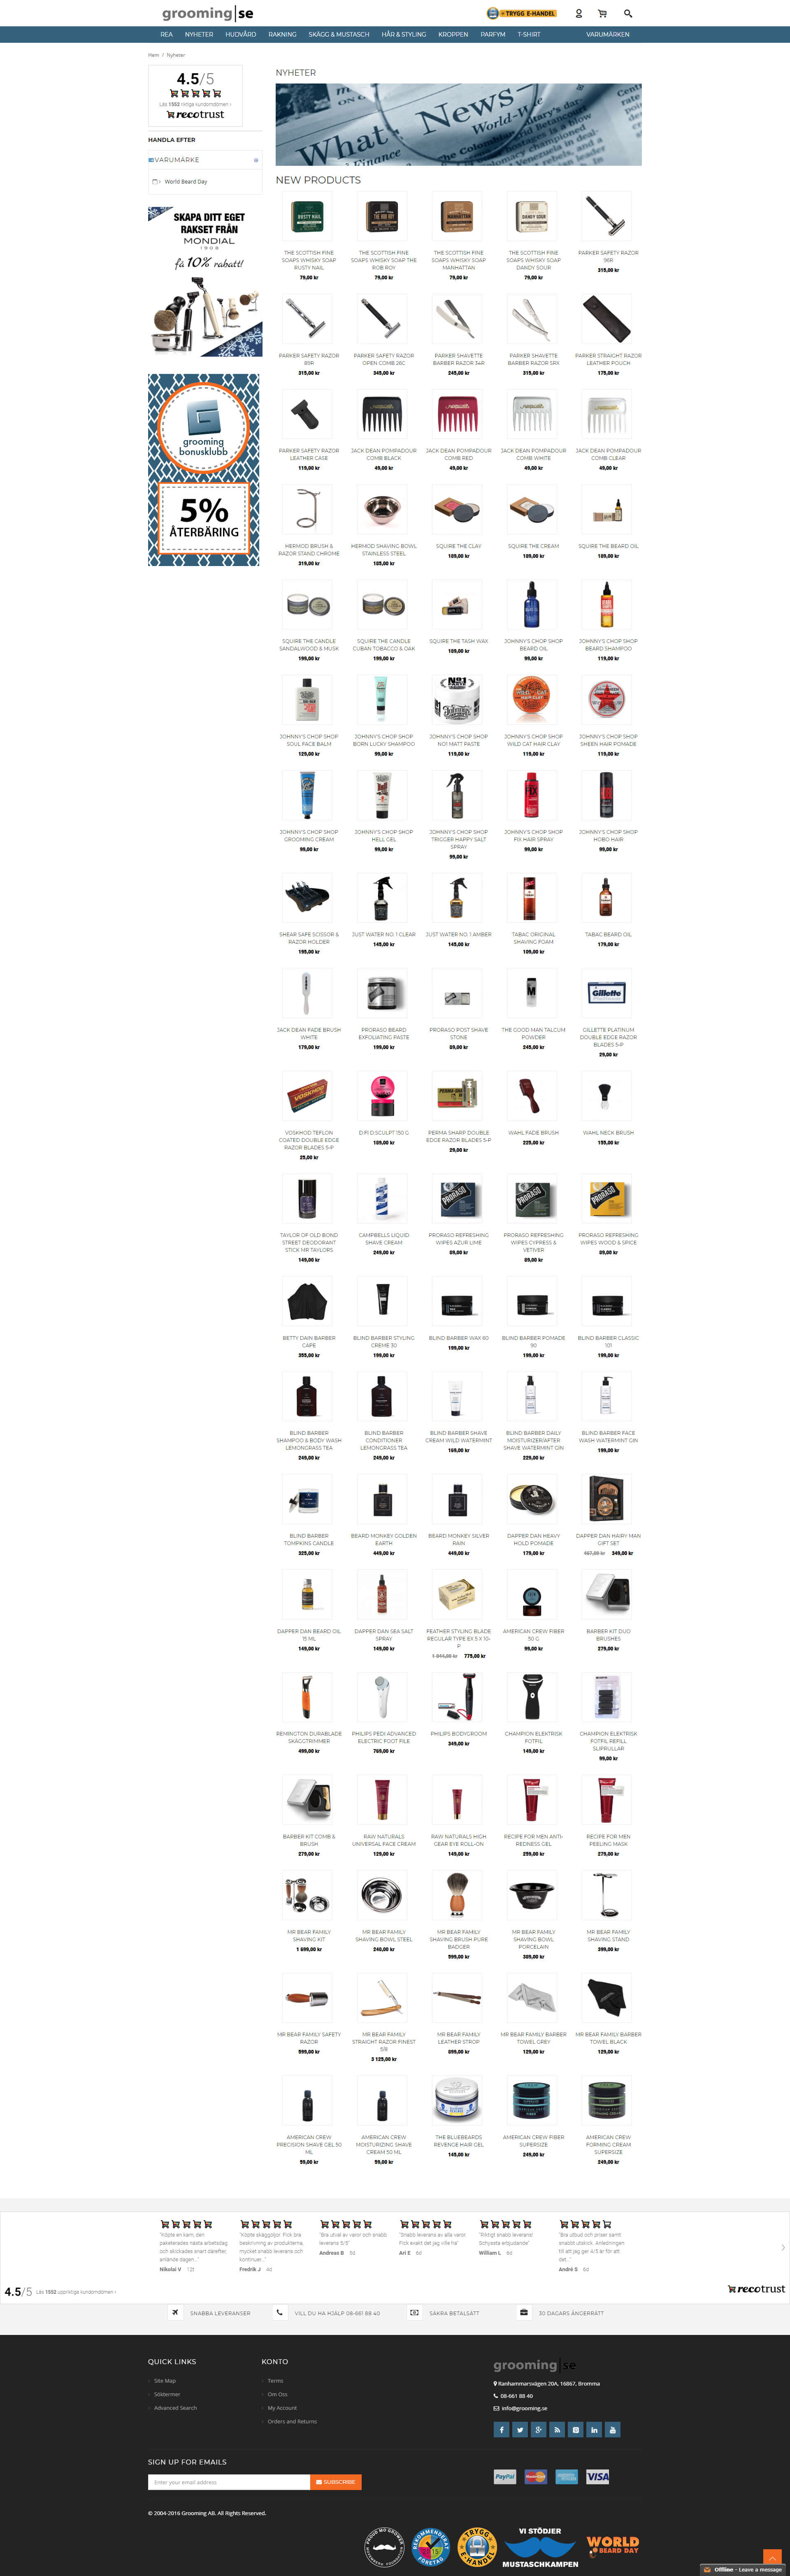 grooming|se
TRYGG E-HANDEL
REA NYHETER HUDVÅRD RAKNING SKÄGG & MUSTASCH HÅR & STYLING KROPPEN PARFYM T-SHIRT VARUMÄRKEN
Hem / Nyheter
4.5/5
Läs 1552 riktiga kundomdömen ›
recotrust
HANDLA EFTER
VARUMÄRKE
World Beard Day
SKAPA DITT EGET
RAKSET FRÅN
MONDIAL
1908
få 10% rabatt!
grooming
bonusklubb
5%
ÅTERBÄRING
NYHETER
What News
World-Wide
Finance
NEW PRODUCTS
THE SCOTTISH FINE SOAPS WHISKY SOAP RUSTY NAIL
79,00 kr
THE SCOTTISH FINE SOAPS WHISKY SOAP THE ROB ROY
79,00 kr
THE SCOTTISH FINE SOAPS WHISKY SOAP MANHATTAN
79,00 kr
THE SCOTTISH FINE SOAPS WHISKY SOAP DANDY SOUR
79,00 kr
PARKER SAFETY RAZOR 96R
315,00 kr
PARKER SAFETY RAZOR 85R
315,00 kr
PARKER SAFETY RAZOR OPEN COMB 26C
345,00 kr
PARKER SHAVETTE BARBER RAZOR 34R
245,00 kr
PARKER SHAVETTE BARBER RAZOR SRX
315,00 kr
PARKER STRAIGHT RAZOR LEATHER POUCH
175,00 kr
PARKER SAFETY RAZOR LEATHER CASE
119,00 kr
JACK DEAN POMPADOUR COMB BLACK
49,00 kr
JACK DEAN POMPADOUR COMB RED
49,00 kr
JACK DEAN POMPADOUR COMB WHITE
49,00 kr
JACK DEAN POMPADOUR COMB CLEAR
49,00 kr
HERMOD BRUSH & RAZOR STAND CHROME
319,00 kr
HERMOD SHAVING BOWL STAINLESS STEEL
185,00 kr
SQUIRE THE CLAY
189,00 kr
SQUIRE THE CREAM
189,00 kr
SQUIRE THE BEARD OIL
189,00 kr
SQUIRE THE CANDLE SANDALWOOD & MUSK
199,00 kr
SQUIRE THE CANDLE CUBAN TOBACCO & OAK
199,00 kr
SQUIRE THE TASH WAX
189,00 kr
JOHNNY'S CHOP SHOP BEARD OIL
99,00 kr
JOHNNY'S CHOP SHOP BEARD SHAMPOO
119,00 kr
JOHNNY'S CHOP SHOP SOUL FACE BALM
129,00 kr
JOHNNY'S CHOP SHOP BORN LUCKY SHAMPOO
99,00 kr
JOHNNY'S CHOP SHOP NO1 MATT PASTE
119,00 kr
JOHNNY'S CHOP SHOP WILD CAT HAIR CLAY
119,00 kr
JOHNNY'S CHOP SHOP SHEEN HAIR POMADE
119,00 kr
JOHNNY'S CHOP SHOP GROOMING CREAM
99,00 kr
JOHNNY'S CHOP SHOP HELL GEL
99,00 kr
JOHNNY'S CHOP SHOP TRIGGER HAPPY SALT SPRAY
99,00 kr
JOHNNY'S CHOP SHOP FIX HAIR SPRAY
99,00 kr
JOHNNY'S CHOP SHOP HOBO HAIR
99,00 kr
SHEAR SAFE SCISSOR & RAZOR HOLDER
195,00 kr
JUST WATER NO. 1 CLEAR
145,00 kr
JUST WATER NO. 1 AMBER
145,00 kr
TABAC ORIGINAL SHAVING FOAM
109,00 kr
TABAC BEARD OIL
179,00 kr
JACK DEAN FADE BRUSH WHITE
179,00 kr
PRORASO BEARD EXFOLIATING PASTE
199,00 kr
PRORASO POST SHAVE STONE
89,00 kr
THE GOOD MAN TALCUM POWDER
245,00 kr
GILLETTE PLATINUM DOUBLE EDGE RAZOR BLADES 5-P
29,00 kr
VOSKHOD TEFLON COATED DOUBLE EDGE RAZOR BLADES 5-P
25,00 kr
D:FI D:SCULPT 150 G
189,00 kr
PERMA SHARP DOUBLE EDGE RAZOR BLADES 5-P
29,00 kr
WAHL FADE BRUSH
225,00 kr
WAHL NECK BRUSH
155,00 kr
TAYLOR OF OLD BOND STREET DEODORANT STICK MR TAYLORS
149,00 kr
CAMPBELLS LIQUID SHAVE CREAM
249,00 kr
PRORASO REFRESHING WIPES AZUR LIME
89,00 kr
PRORASO REFRESHING WIPES CYPRESS & VETIVER
89,00 kr
PRORASO REFRESHING WIPES WOOD & SPICE
89,00 kr
BETTY DAIN BARBER CAPE
355,00 kr
BLIND BARBER STYLING CREME 30
199,00 kr
BLIND BARBER WAX 60
199,00 kr
BLIND BARBER POMADE 90
199,00 kr
BLIND BARBER CLASSIC 101
199,00 kr
BLIND BARBER SHAMPOO & BODY WASH LEMONGRASS TEA
249,00 kr
BLIND BARBER CONDITIONER LEMONGRASS TEA
249,00 kr
BLIND BARBER SHAVE CREAM WILD WATERMINT
169,00 kr
BLIND BARBER DAILY MOISTURIZER/AFTER SHAVE WATERMINT GIN
229,00 kr
BLIND BARBER FACE WASH WATERMINT GIN
199,00 kr
BLIND BARBER TOMPKINS CANDLE
325,00 kr
BEARD MONKEY GOLDEN EARTH
449,00 kr
BEARD MONKEY SILVER RAIN
449,00 kr
DAPPER DAN HEAVY HOLD POMADE
179,00 kr
DAPPER DAN HAIRY MAN GIFT SET
467,00 kr 349,00 kr
DAPPER DAN BEARD OIL 15 ML
149,00 kr
DAPPER DAN SEA SALT SPRAY
145,00 kr
FEATHER STYLING BLADE REGULAR TYPE EX 5 X 10-P
775,00 kr
AMERICAN CREW FIBER 50 G
99,00 kr
BARBER KIT DUO BRUSHES
279,00 kr
REMINGTON DURABLADE SKÄGGTRIMMER
499,00 kr
PHILIPS PEDI ADVANCED ELECTRIC FOOT FILE
769,00 kr
PHILIPS BODYGROOM
349,00 kr
CHAMPION ELEKTRISK FOTFIL
149,00 kr
CHAMPION ELEKTRISK FOTFIL REFILL SLIPRULLAR
99,00 kr
BARBER KIT COMB & BRUSH
279,00 kr
RAW NATURALS UNIVERSAL FACE CREAM
129,00 kr
RAW NATURALS HIGH GEAR EYE ROLL-ON
149,00 kr
RECIPE FOR MEN ANTI-REDNESS GEL
259,00 kr
RECIPE FOR MEN PEELING MASK
279,00 kr
MR BEAR FAMILY SHAVING KIT
1 699,00 kr
MR BEAR FAMILY SHAVING BOWL STEEL
240,00 kr
MR BEAR FAMILY SHAVING BRUSH PURE BADGER
599,00 kr
MR BEAR FAMILY SHAVING BOWL PORCELAIN
309,00 kr
MR BEAR FAMILY SHAVING STAND
399,00 kr
MR BEAR FAMILY SAFETY RAZOR
599,00 kr
MR BEAR FAMILY STRAIGHT RAZOR FINEST 5/8
3 125,00 kr
MR BEAR FAMILY LEATHER STROP
899,00 kr
MR BEAR FAMILY BARBER TOWEL GREY
129,00 kr
MR BEAR FAMILY BARBER TOWEL BLACK
129,00 kr
AMERICAN CREW PRECISION SHAVE GEL 50 ML
59,00 kr
AMERICAN CREW MOISTURIZING SHAVE CREAM 50 ML
59,00 kr
THE BLUEBEARDS REVENGE HAIR GEL
145,00 kr
AMERICAN CREW FIBER SUPERSIZE
249,00 kr
AMERICAN CREW FORMING CREAM SUPERSIZE
249,00 kr
"Köpte en kam, den paketerades nästa arbetsdag och skickades snart därefter, anlände dagen..."
Nikolai V 12t
"Köpte skäggoljor. Fick bra beskrivning av produkterna, mycket snabb leverans och kontinuer..."
Fredrik J 4d
"Bra utval av varor och snabb leverans 5/5"
Andreas B 5d
"Snabb leverans av alla varor. Fick exakt det jag ville ha"
Ari E 6d
"Riktigt snabb leverans! Schyssta erbjudande"
William L 6d
"Bra utbud och priser samt snabbt utskick. Anledningen till att jag ger 4/5 är för att det..."
André S 6d
4.5/5 Läs 1552 uppriktiga kundomdömen ›
recotrust
SNABBA LEVERANSER VILL DU HA HJÄLP 08-661 88 40 SÄKRA BETALSÄTT 30 DAGARS ÅNGERRÄTT
QUICK LINKS
Site Map
Söktermer
Advanced Search
KONTO
Terms
Om Oss
My Account
Orders and Returns
grooming|se
Ranhammarsvägen 20A, 16867, Bromma
08-661 88 40
info@grooming.se
SIGN UP FOR EMAILS
Enter your email address
SUBSCRIBE
PayPal MasterCard VISA
© 2004-2016 Grooming AB. All Rights Reserved.
PROUD MO GROWER
REKOMMENDERAT FÖRETAG
TRYGG E-HANDEL
VI STÖDJER
MUSTASCHKAMPEN
WORLD BEARD DAY
Offline - Leave a message